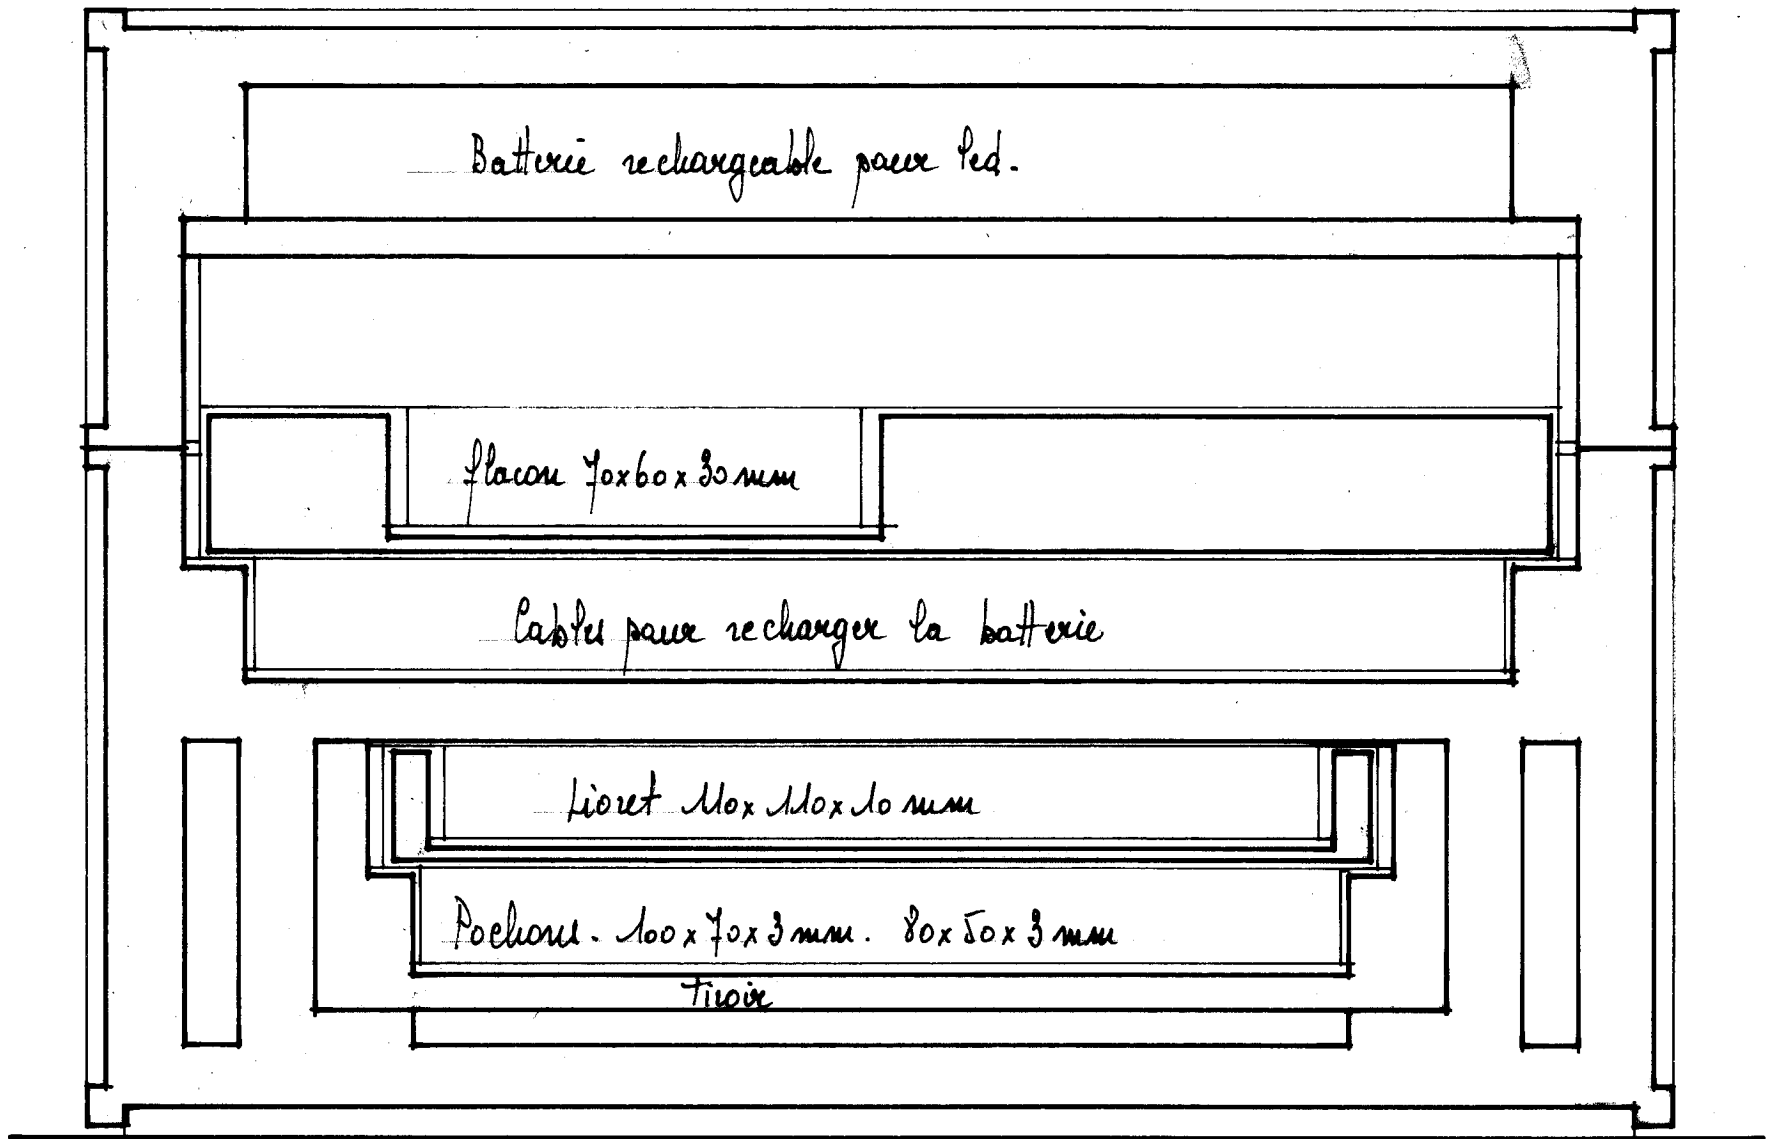 Batterie rechargeable pour led.
flacon 70x60x30 mm
Cables pour recharger la batterie
Livret 110x110x10 mm
Pochons. 100x70x3 mm. 80x50x3 mm
Tiroir